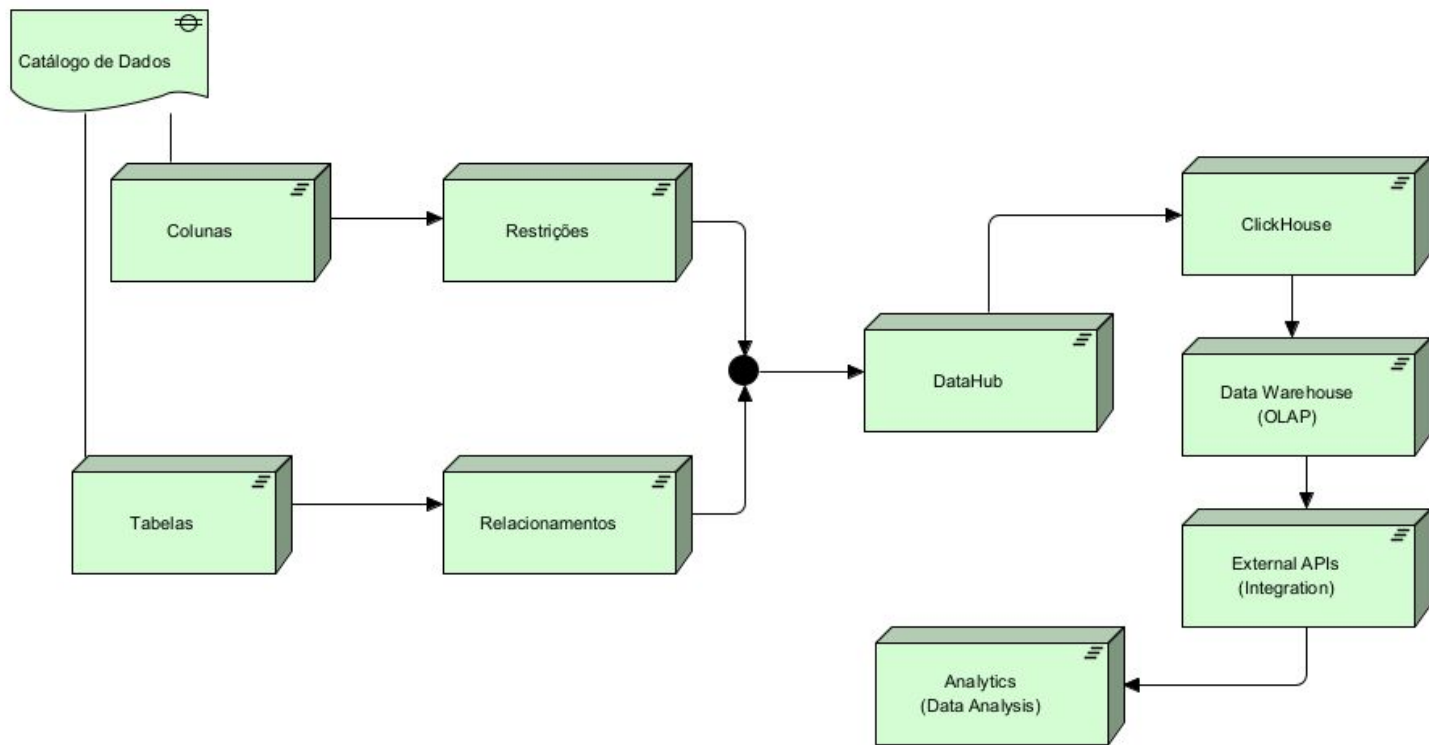 Catálogo de Dados
Colunas
Restrições
ClickHouse
DataHub
Data Warehouse
(OLAP)
Tabelas
Relacionamentos
External APIs
(Integration)
Analytics
(Data Analysis)